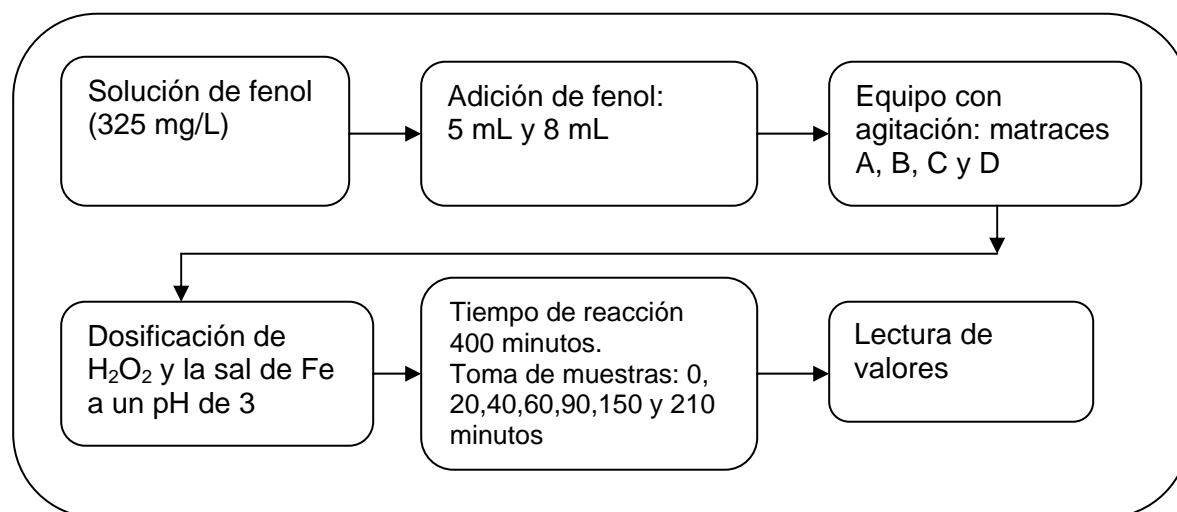 Solución de fenol
(325 mg/L)
Adición de fenol:
5 mL y 8 mL
Equipo con
agitación: matraces
A, B, C y D
Dosificación de
H₂O₂ y la sal de Fe
a un pH de 3
Tiempo de reacción
400 minutos.
Toma de muestras: 0,
20,40,60,90,150 y 210
minutos
Lectura de
valores